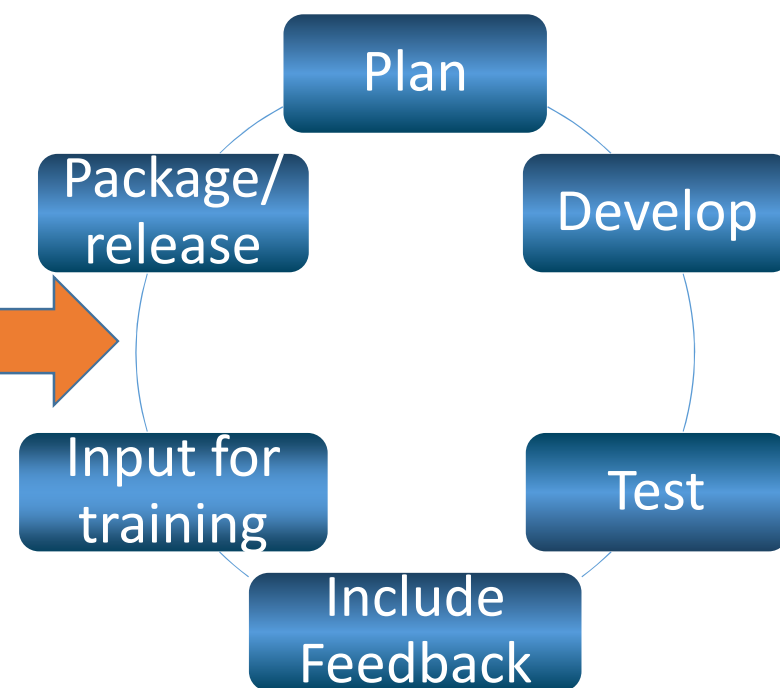 Plan
Develop
Test
Include
Feedback
Input for
training
Package/
release